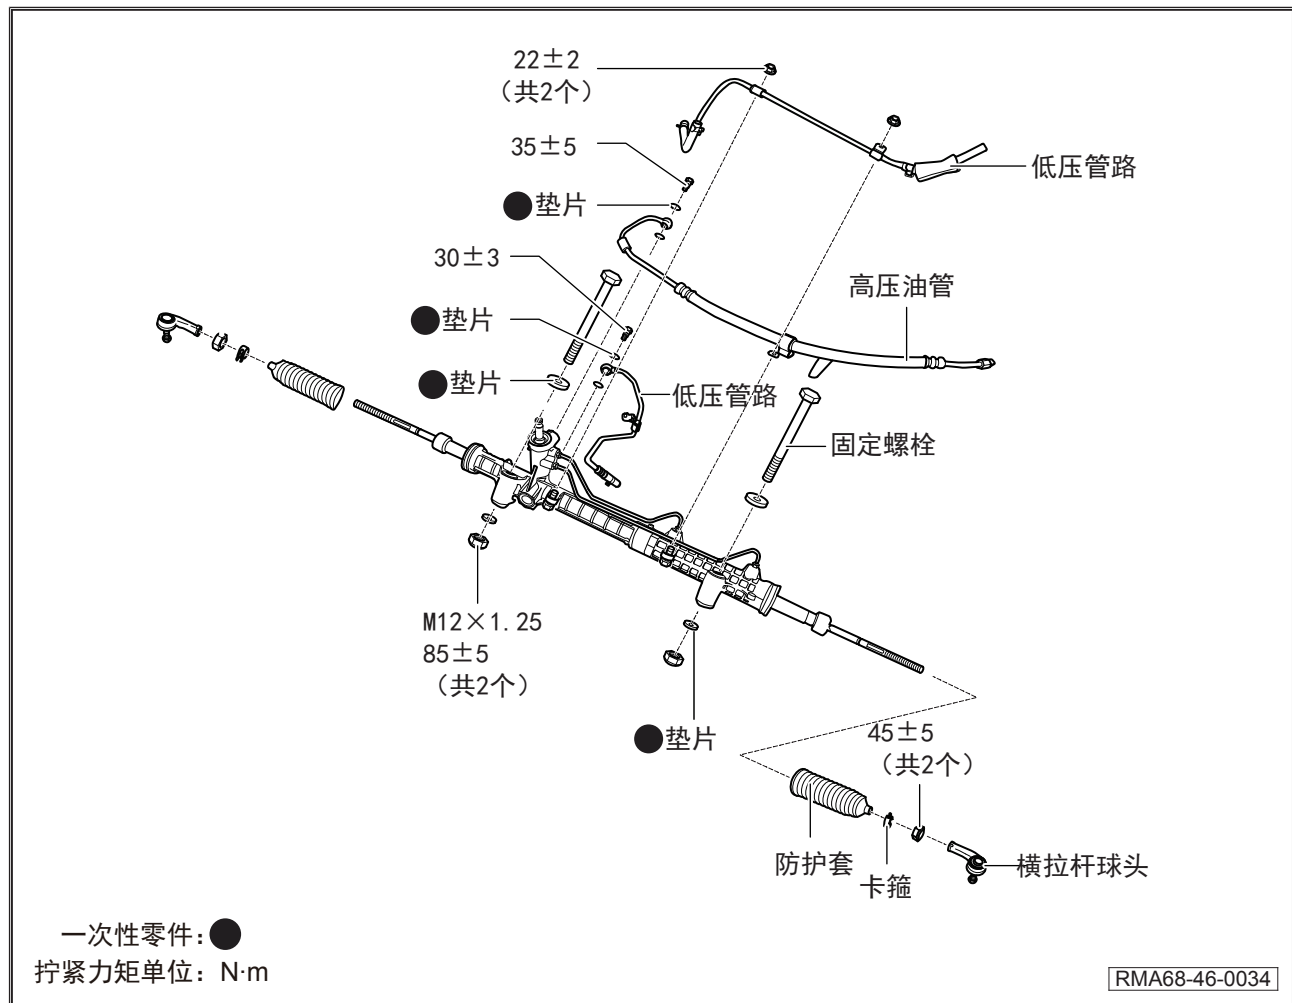 22±2
（共2个）
35±5
低压管路
●垫片
30±3
高压油管
●垫片
●垫片
低压管路
固定螺栓
M12×1.25
85±5
（共2个）
●垫片
45±5
（共2个）
防护套
卡箍
横拉杆球头
一次性零件：●
拧紧力矩单位：N·m
RMA68-46-0034